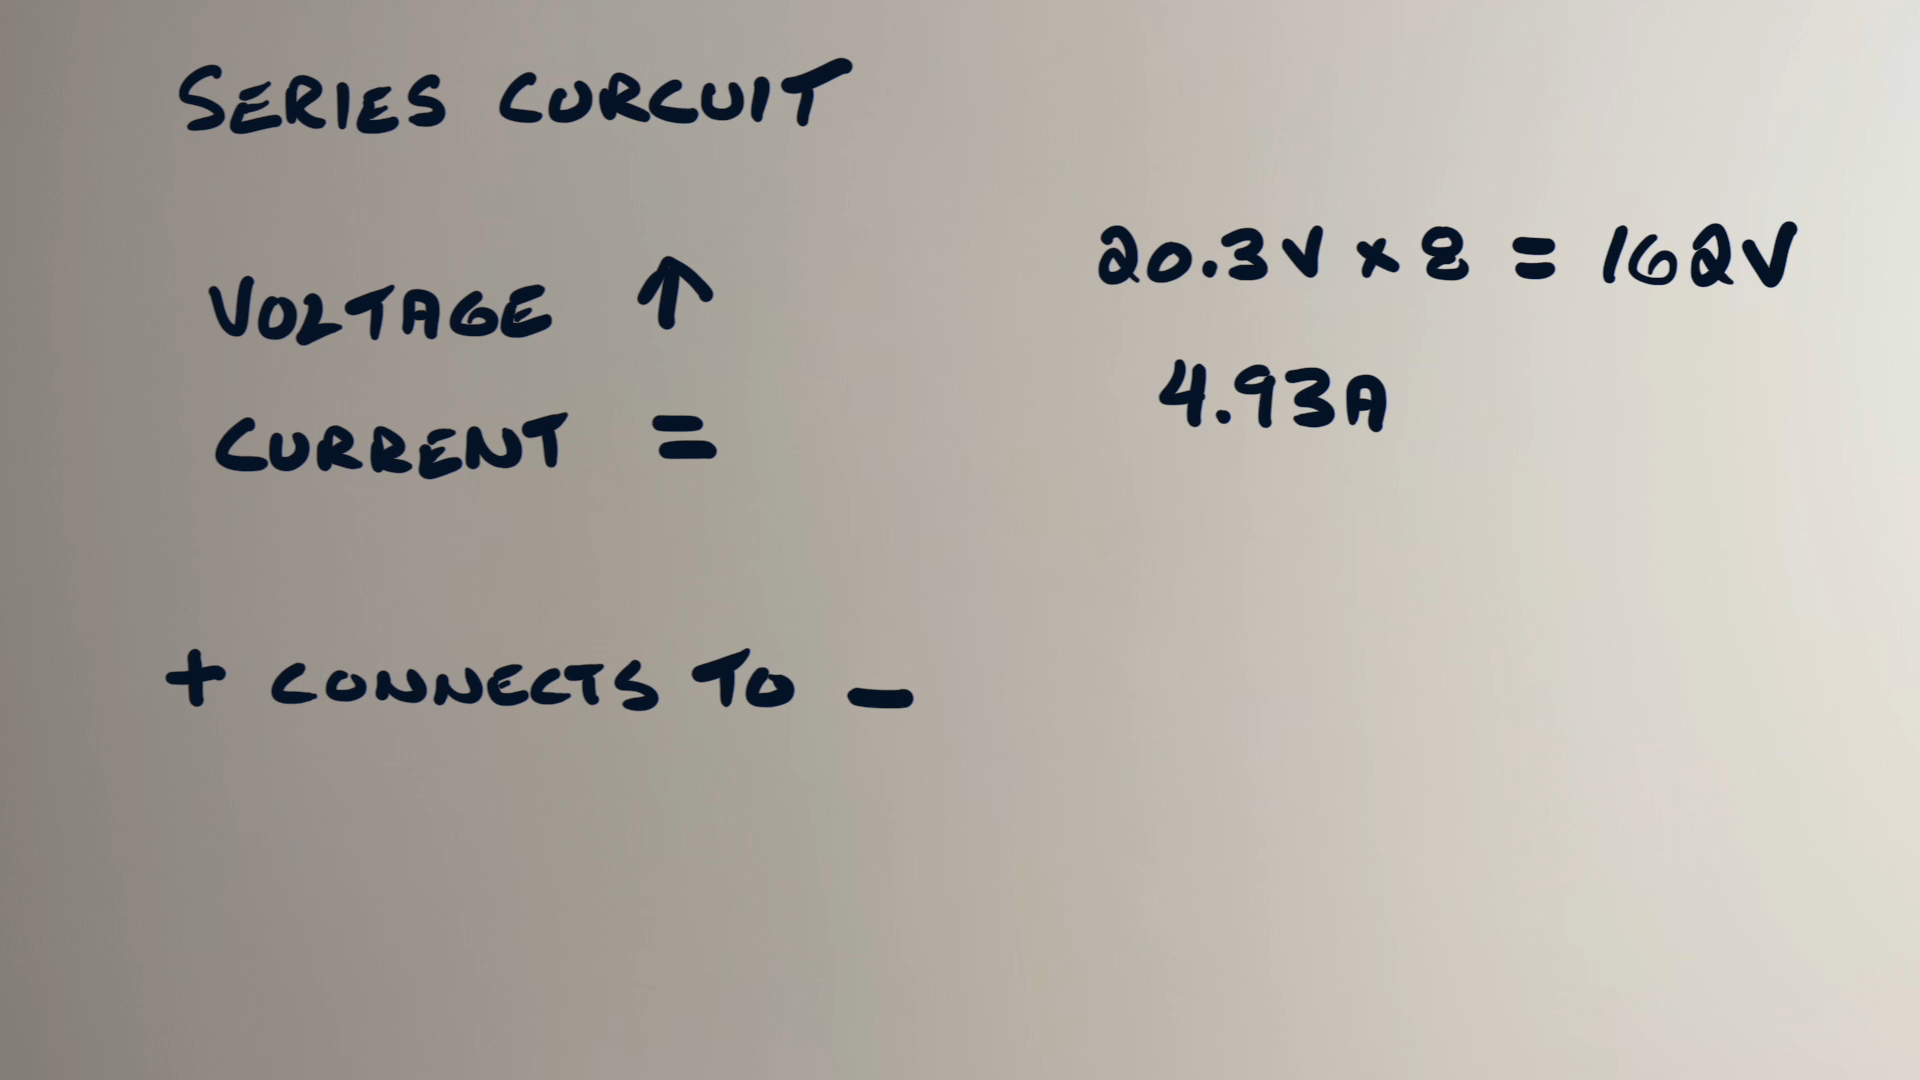 SERIES CURCUIT
VOLTAGE ↑ 20.3V × 8 = 162V
CURRENT = 4.93A
+ CONNECTS TO –